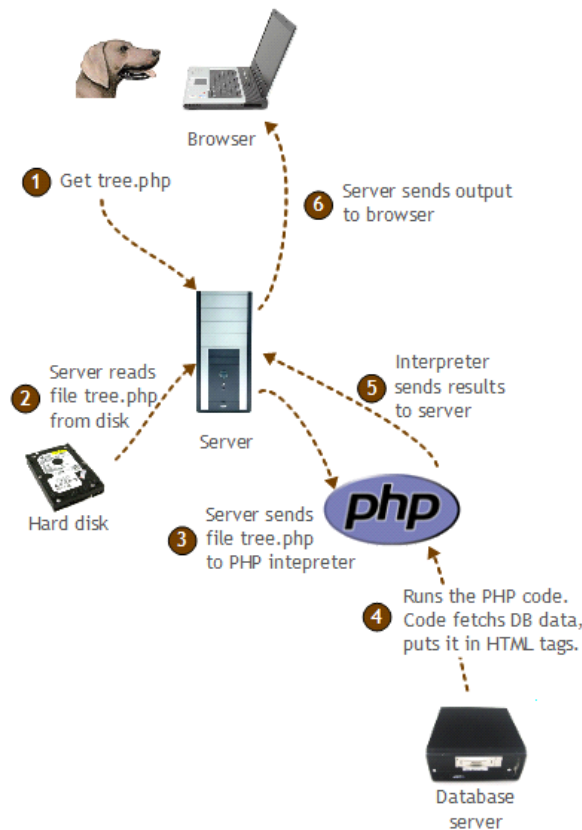 Browser
1 Get tree.php
6 Server sends output
to browser
Server reads
2 file tree.php
from disk
Server
Interpreter
5 sends results
to server
Hard disk
php
Server sends
3 file tree.php
to PHP intepreter
Runs the PHP code.
4 Code fetchs DB data,
puts it in HTML tags.
Database
server